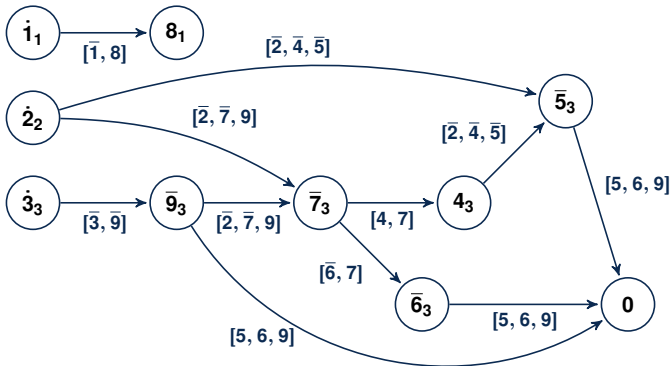 1̇₁
8₁
[1̅, 8]
[2̅, 4̅, 5̅]
2̇₂
5̅₃
[2̅, 7̅, 9]
[2̅, 4̅, 5̅]
3̇₃
9̅₃
7̅₃
4₃
[5, 6, 9]
[3̅, 9̅]
[2̅, 7̅, 9]
[4, 7]
[6̅, 7]
6̅₃
0
[5, 6, 9]
[5, 6, 9]